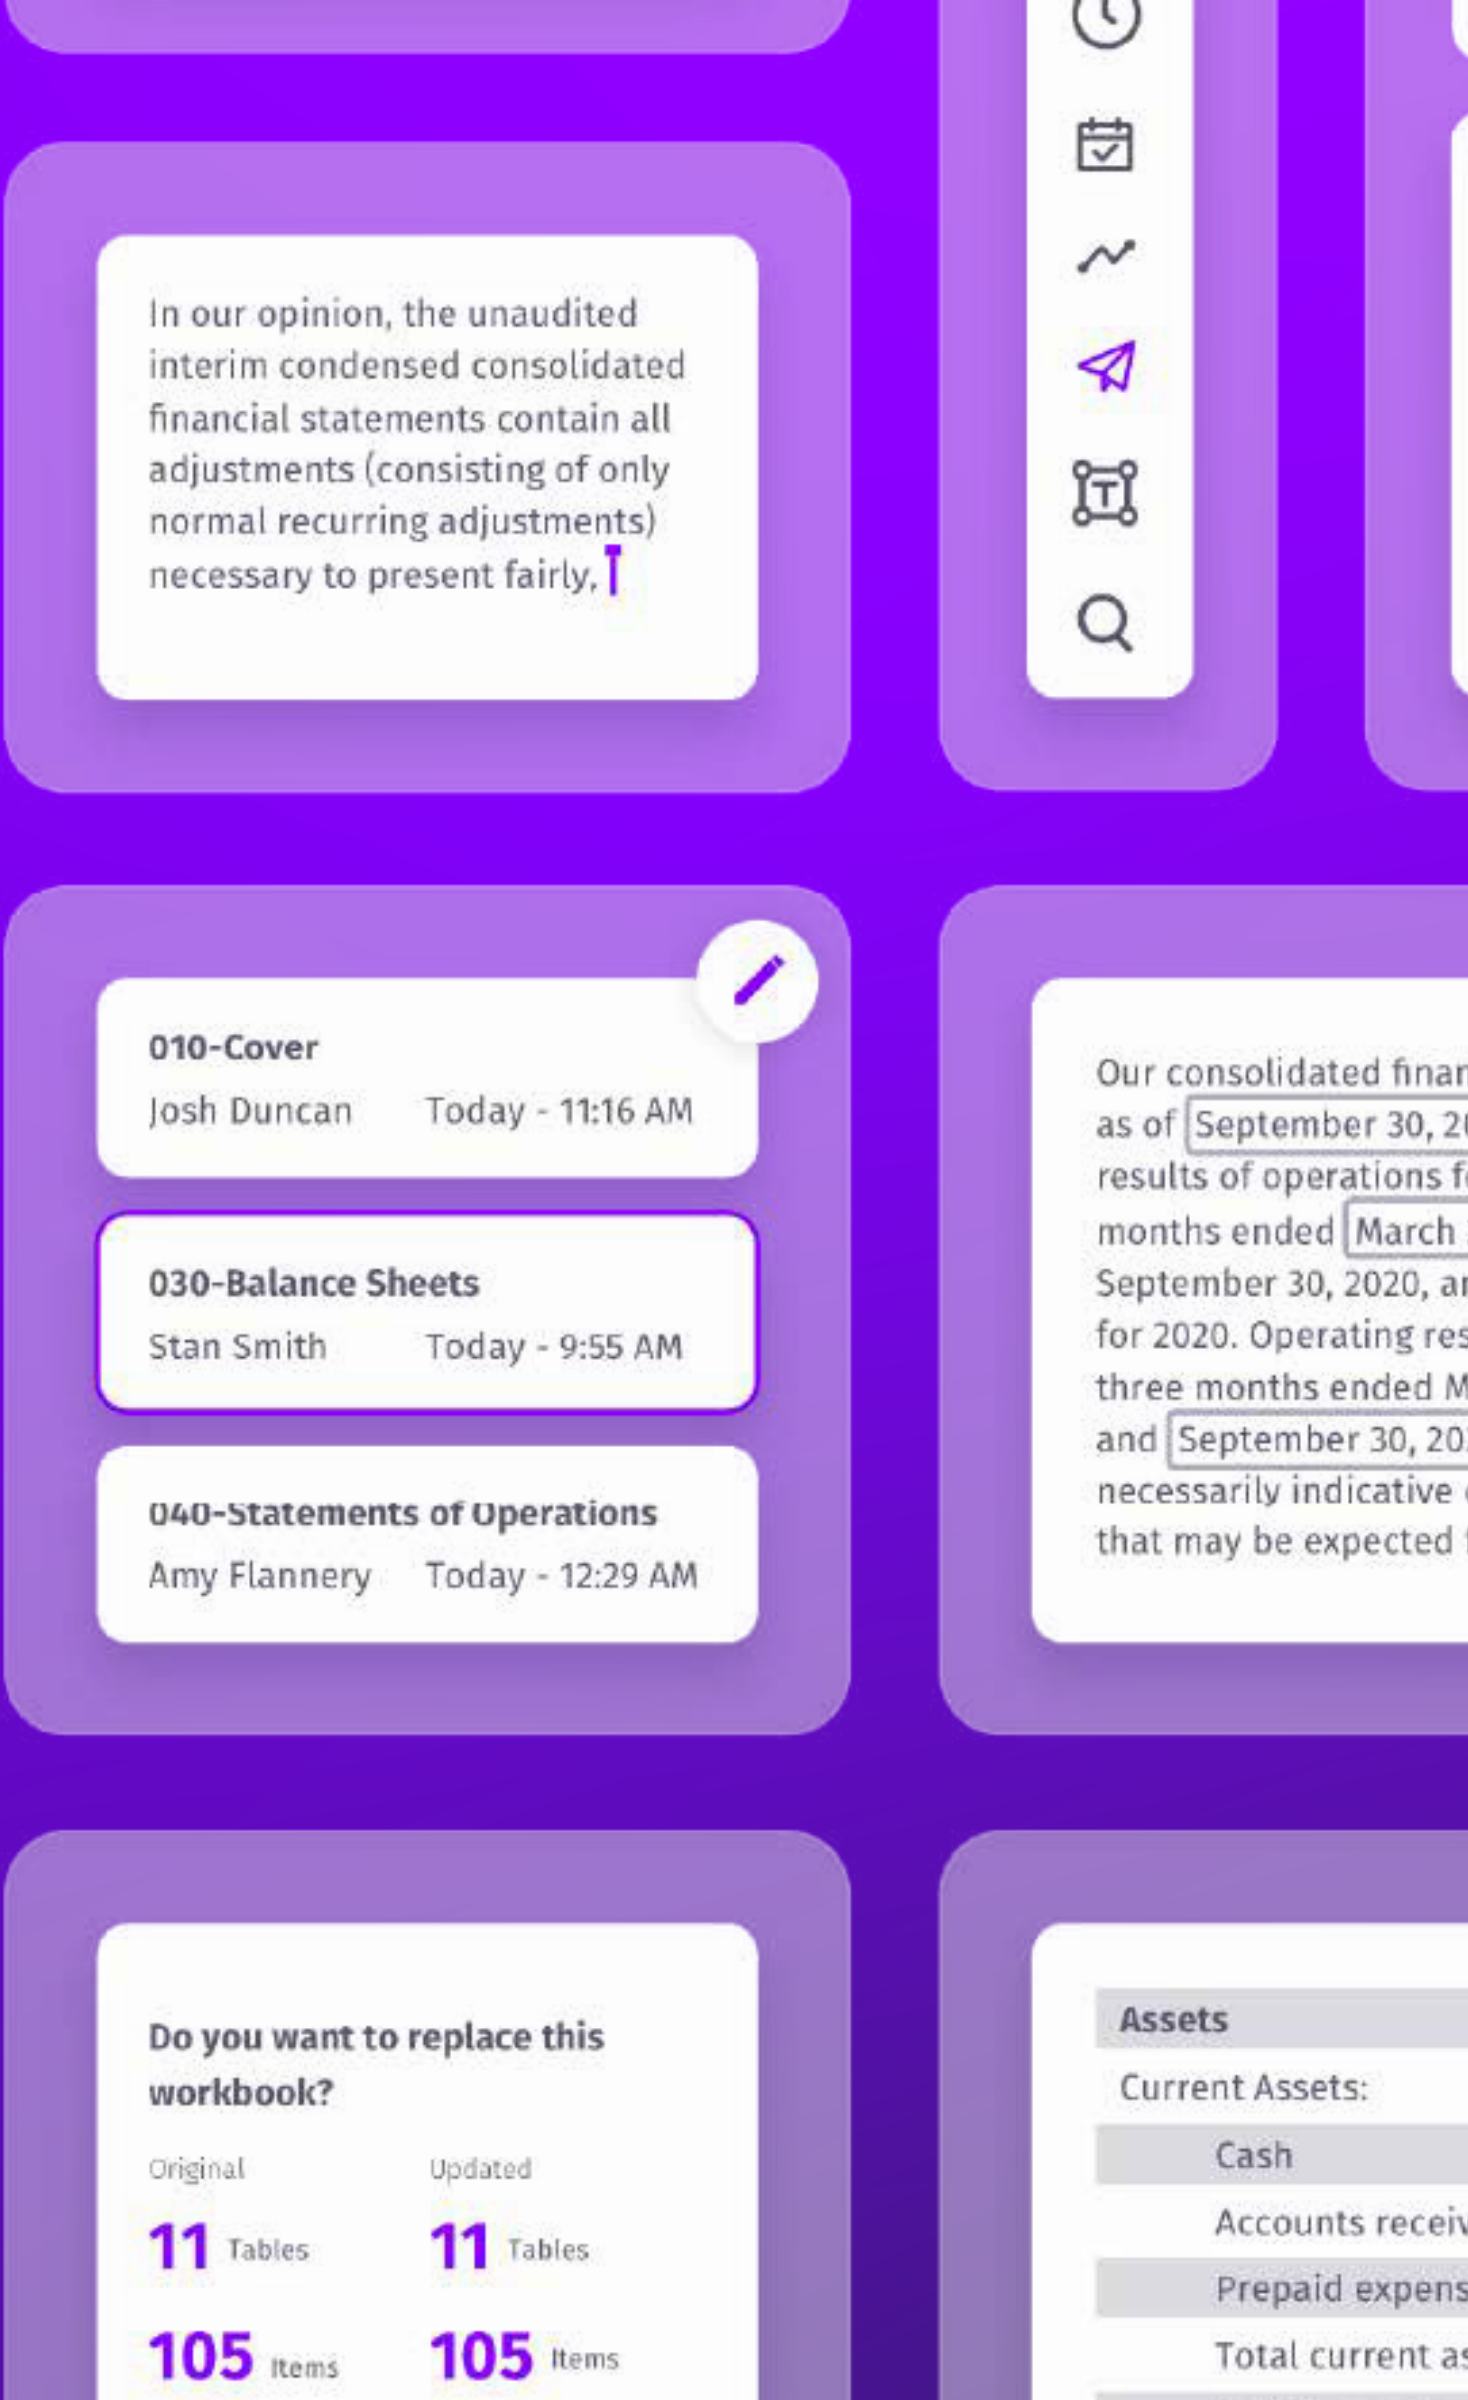 In our opinion, the unaudited
interim condensed consolidated
financial statements contain all
adjustments (consisting of only
normal recurring adjustments)
necessary to present fairly,
T
010-Cover
Josh Duncan Today - 11:16 AM
030-Balance Sheets
Stan Smith Today - 9:55 AM
040-Statements of Operations
Amy Flannery Today - 12:29 AM
Our consolidated finan
as of September 30, 20
results of operations f
months ended March
September 30, 2020, an
for 2020. Operating res
three months ended M
and September 30, 202
necessarily indicative
that may be expected
Do you want to replace this
workbook?
Original Updated
11 Tables 11 Tables
105 Items 105 Items
Assets
Current Assets:
Cash
Accounts receiv
Prepaid expens
Total current as